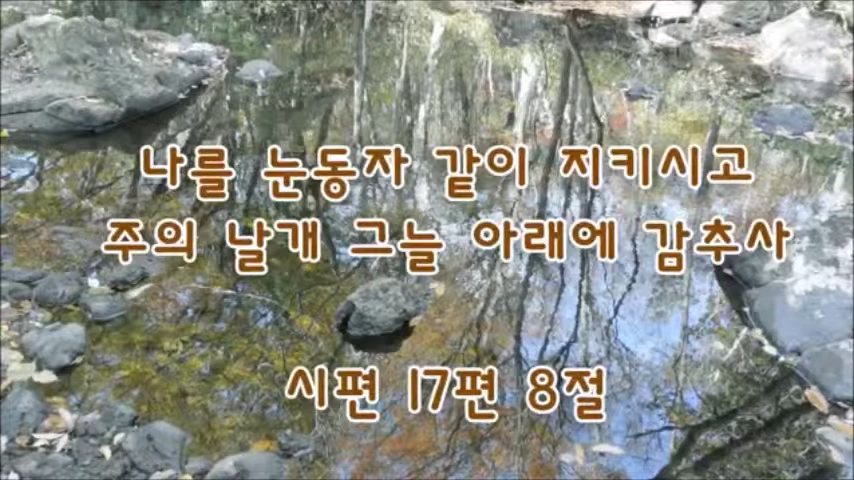 나를 눈동자 같이 지키시고
주의 날개 그늘 아래에 감추사
시편 17편 8절